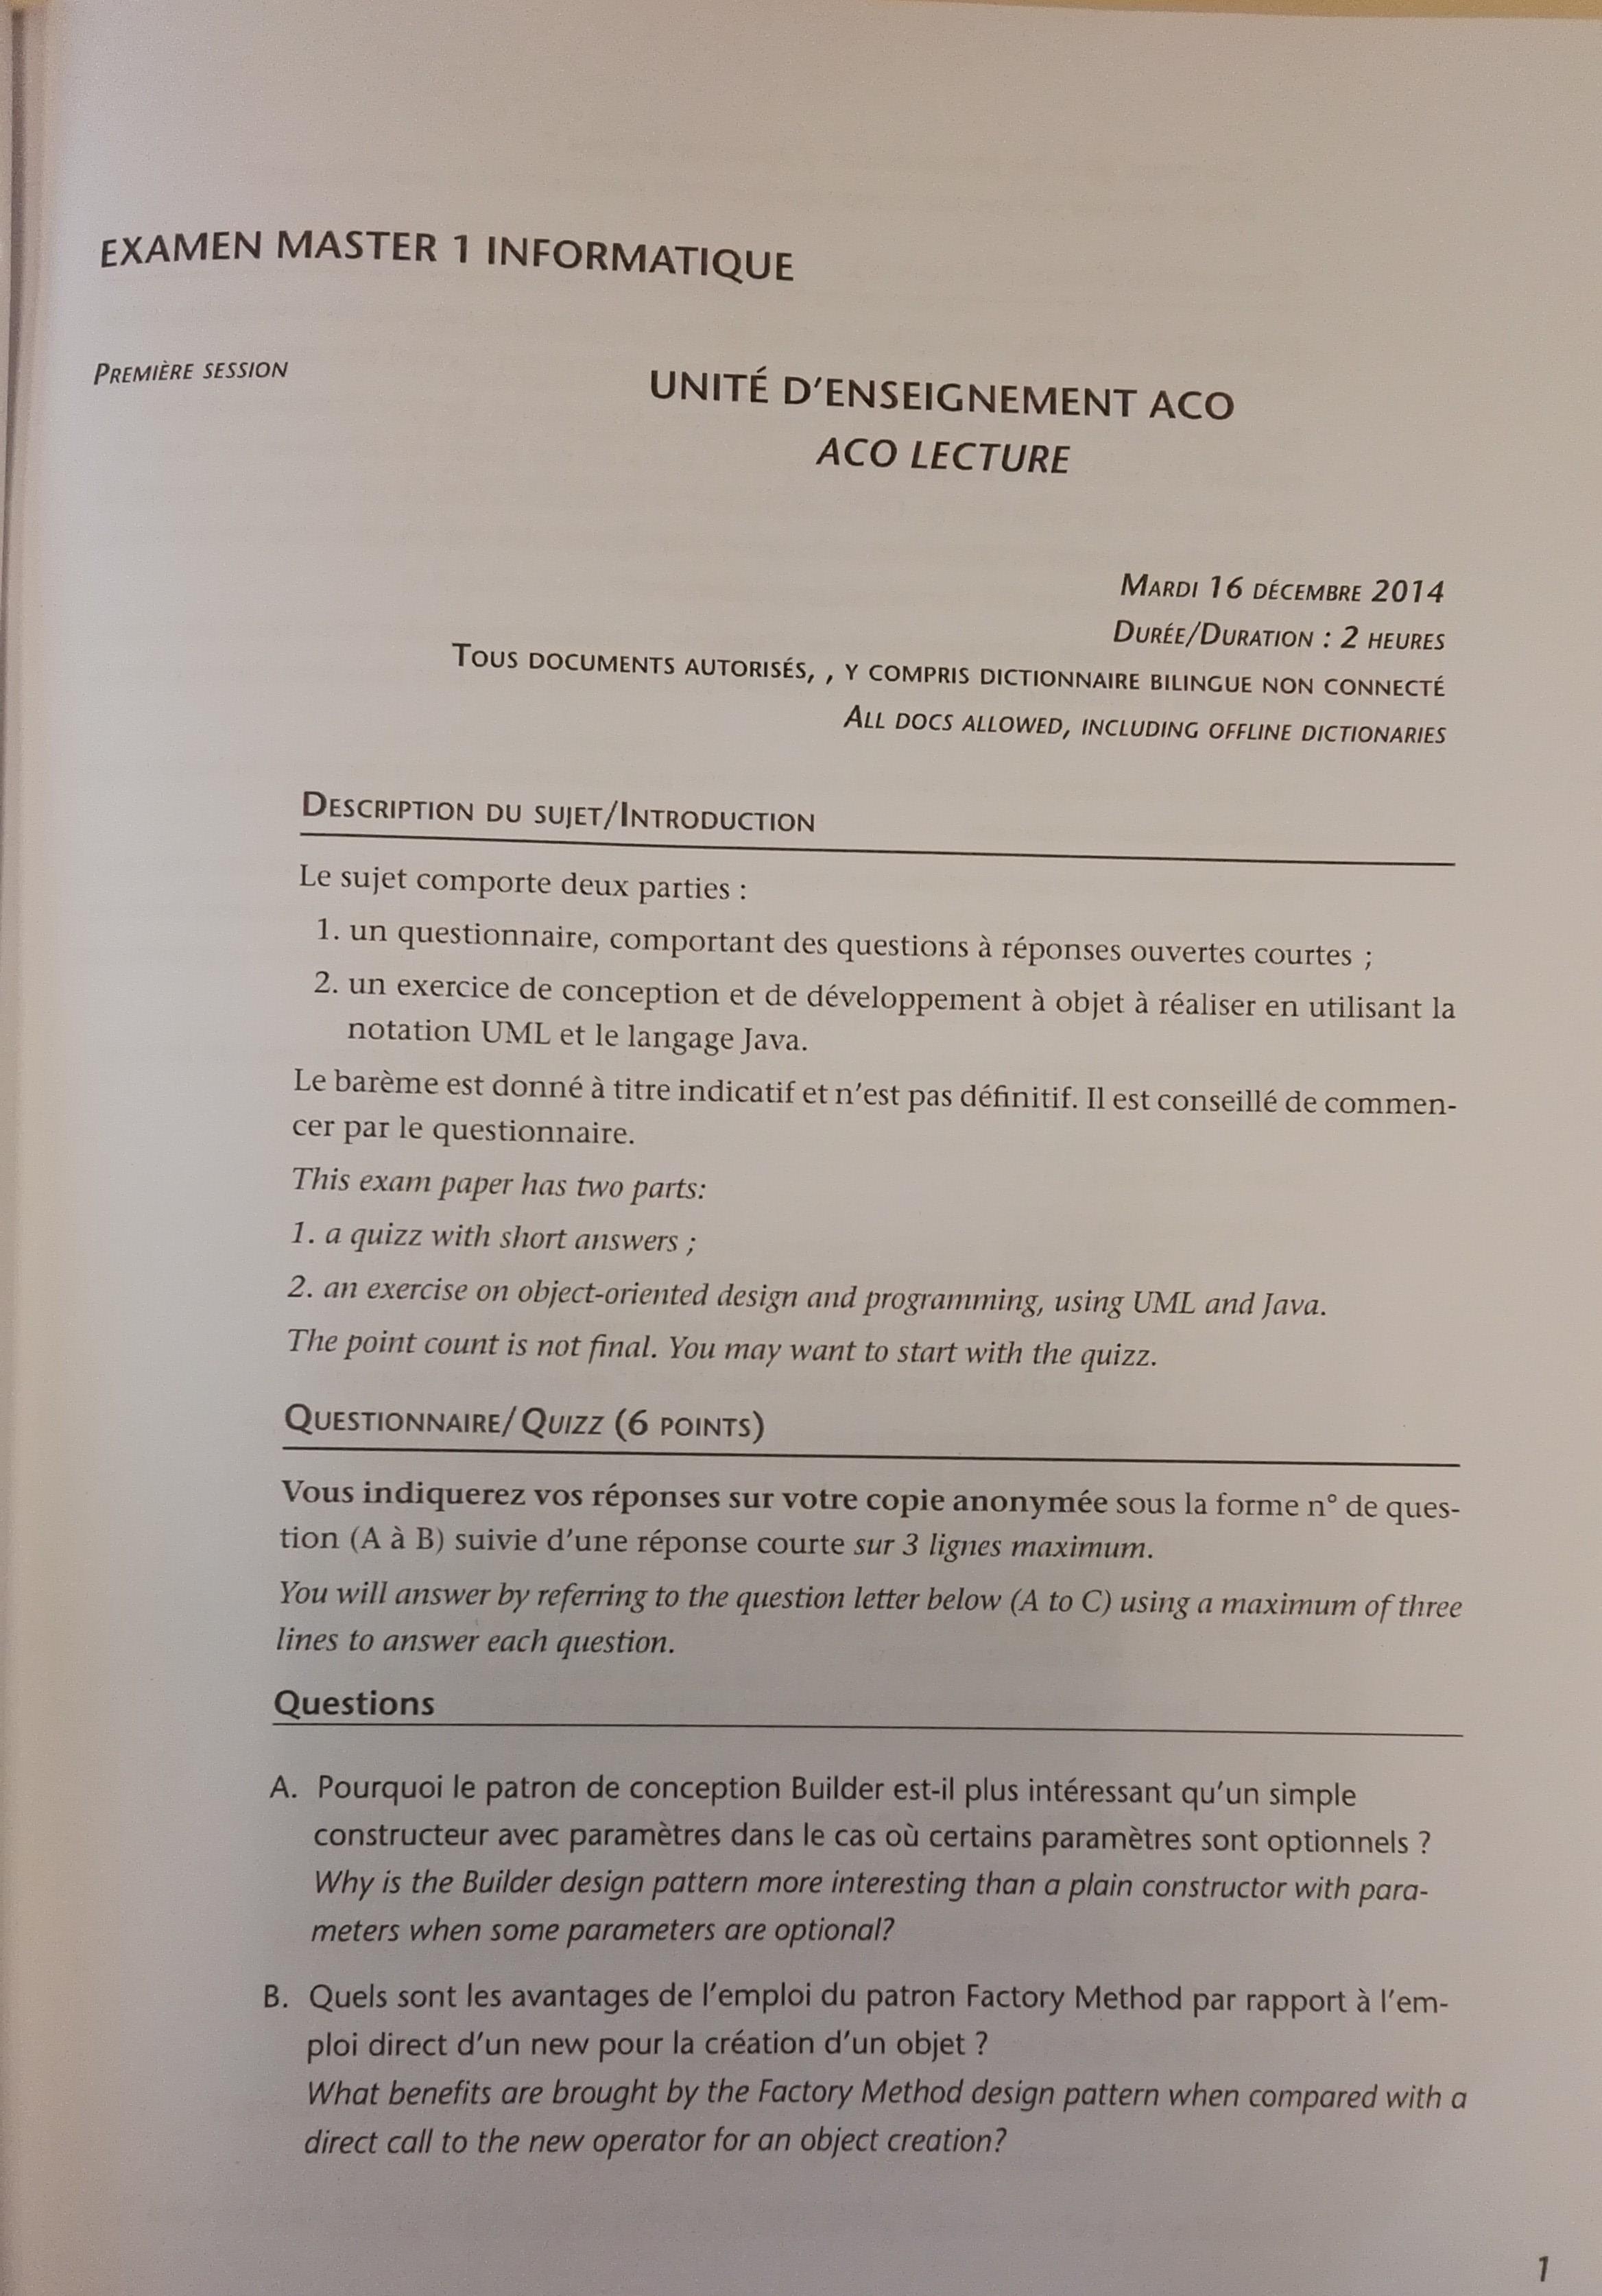 EXAMEN MASTER 1 INFORMATIQUE
PREMIÈRE SESSION
UNITÉ D'ENSEIGNEMENT ACO
ACO LECTURE
MARDI 16 DÉCEMBRE 2014
DURÉE/DURATION : 2 HEURES
TOUS DOCUMENTS AUTORISÉS, , Y COMPRIS DICTIONNAIRE BILINGUE NON CONNECTÉ
ALL DOCS ALLOWED, INCLUDING OFFLINE DICTIONARIES
DESCRIPTION DU SUJET/INTRODUCTION
Le sujet comporte deux parties :
1. un questionnaire, comportant des questions à réponses ouvertes courtes ;
2. un exercice de conception et de développement à objet à réaliser en utilisant la
notation UML et le langage Java.
Le barème est donné à titre indicatif et n'est pas définitif. Il est conseillé de commen-
cer par le questionnaire.
This exam paper has two parts:
1. a quizz with short answers ;
2. an exercise on object-oriented design and programming, using UML and Java.
The point count is not final. You may want to start with the quizz.
QUESTIONNAIRE/QUIZZ (6 POINTS)
Vous indiquerez vos réponses sur votre copie anonymée sous la forme n° de ques-
tion (A à B) suivie d'une réponse courte sur 3 lignes maximum.
You will answer by referring to the question letter below (A to C) using a maximum of three
lines to answer each question.
Questions
A. Pourquoi le patron de conception Builder est-il plus intéressant qu'un simple
constructeur avec paramètres dans le cas où certains paramètres sont optionnels ?
Why is the Builder design pattern more interesting than a plain constructor with para-
meters when some parameters are optional?
B. Quels sont les avantages de l'emploi du patron Factory Method par rapport à l'em-
ploi direct d'un new pour la création d'un objet ?
What benefits are brought by the Factory Method design pattern when compared with a
direct call to the new operator for an object creation?
1